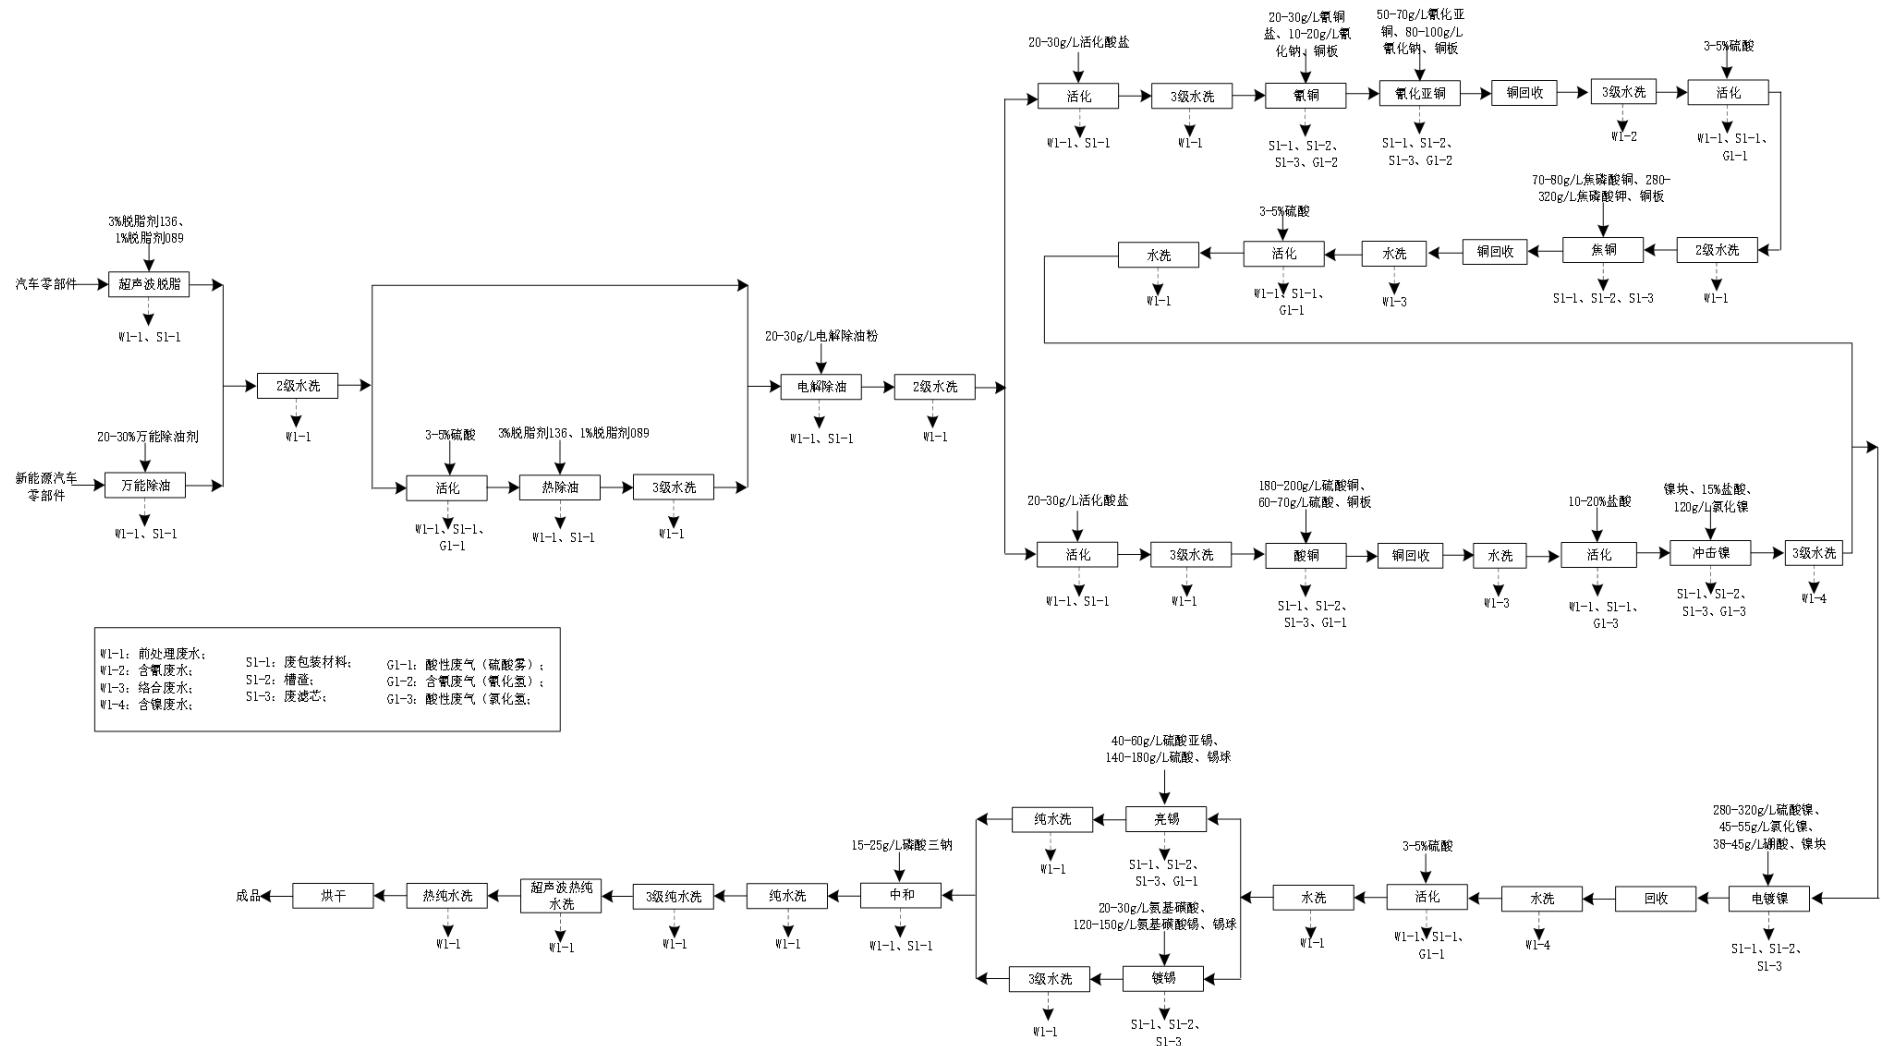 20-30g/L活化酸盐
20-30g/L氰铜
盐、10-20g/L氰
化钠、铜板
50-70g/L氰化亚
铜、80-100g/L
氰化钠、铜板
3-5%硫酸
活化
3级水洗
氰铜
氰化亚铜
铜回收
3级水洗
活化
W1-1、S1-1
W1-1
S1-1、S1-2、
S1-3、G1-2
S1-1、S1-2、
S1-3、G1-2
W1-2
W1-1、S1-1、
G1-1
70-80g/L焦磷酸铜、280-
320g/L焦磷酸钾、铜板
3-5%硫酸
水洗
活化
水洗
铜回收
焦铜
2级水洗
W1-1
W1-1、S1-1、
G1-1
W1-3
S1-1、S1-2、S1-3
W1-1
3%脱脂剂136、
1%脱脂剂089
汽车零部件
超声波脱脂
W1-1、S1-1
2级水洗
W1-1
20-30g/L电解除油粉
电解除油
2级水洗
W1-1、S1-1
W1-1
20-30%万能除油剂
新能源汽车
零部件
万能除油
W1-1、S1-1
3-5%硫酸
3%脱脂剂136、1%脱脂剂089
活化
热除油
3级水洗
W1-1、S1-1、
G1-1
W1-1、S1-1
W1-1
20-30g/L活化酸盐
180-200g/L硫酸铜、
60-70g/L硫酸、铜板
10-20%盐酸
镍块、15%盐酸、
120g/L氯化镍
活化
3级水洗
酸铜
铜回收
水洗
活化
冲击镍
3级水洗
W1-1、S1-1
W1-1
S1-1、S1-2、
S1-3、G1-1
W1-3
W1-1、S1-1、
G1-3
S1-1、S1-2、
S1-3、G1-3
W1-4
W1-1：前处理废水；
W1-2：含氰废水；
W1-3：络合废水；
W1-4：含镍废水；
S1-1：废包装材料；
S1-2：槽渣；
S1-3：废滤芯；
G1-1：酸性废气（硫酸雾）；
G1-2：含氰废气（氰化氢）；
G1-3：酸性废气（氯化氢；
40-60g/L硫酸亚锡、
140-180g/L硫酸、锡球
纯水洗
亮锡
W1-1
S1-1、S1-2、
S1-3、G1-1
280-320g/L硫酸镍、
45-55g/L氯化镍、
38-45g/L硼酸、镍块
15-25g/L磷酸三钠
3-5%硫酸
成品
烘干
热纯水洗
超声波热纯
水洗
3级纯水洗
纯水洗
中和
水洗
活化
水洗
回收
电镀镍
W1-1
W1-1
W1-1
W1-1
W1-1、S1-1
W1-1
W1-1、S1-1、
G1-1
W1-4
S1-1、S1-2、
S1-3
20-30g/L氨基磺酸、
120-150g/L氨基磺酸锡、锡球
3级水洗
镀锡
W1-1
S1-1、S1-2、
S1-3